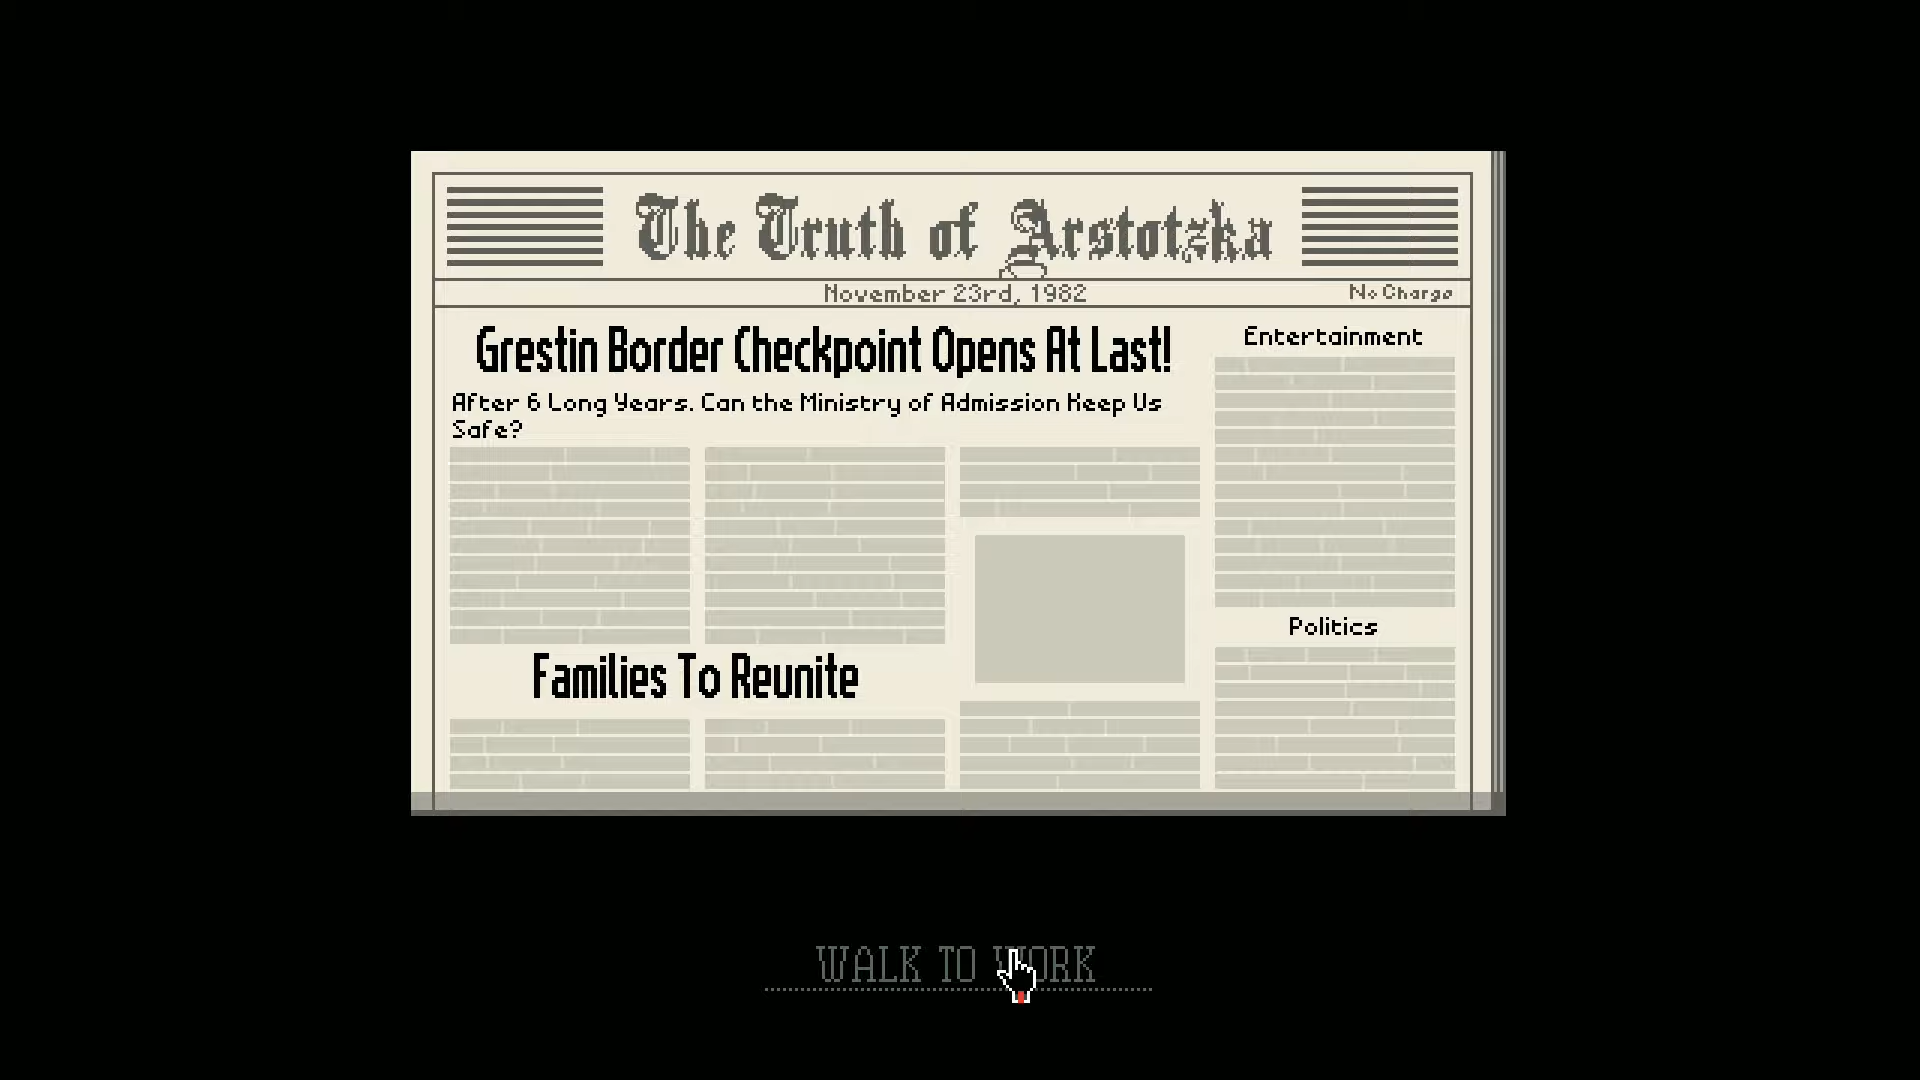 The Truth of Arstotzka
November 23rd, 1982
No Charge
Grestin Border Checkpoint Opens At Last!
After 6 Long Years. Can the Ministry of Admission Keep Us
Safe?
Families To Reunite
Entertainment
Politics
WALK TO WORK